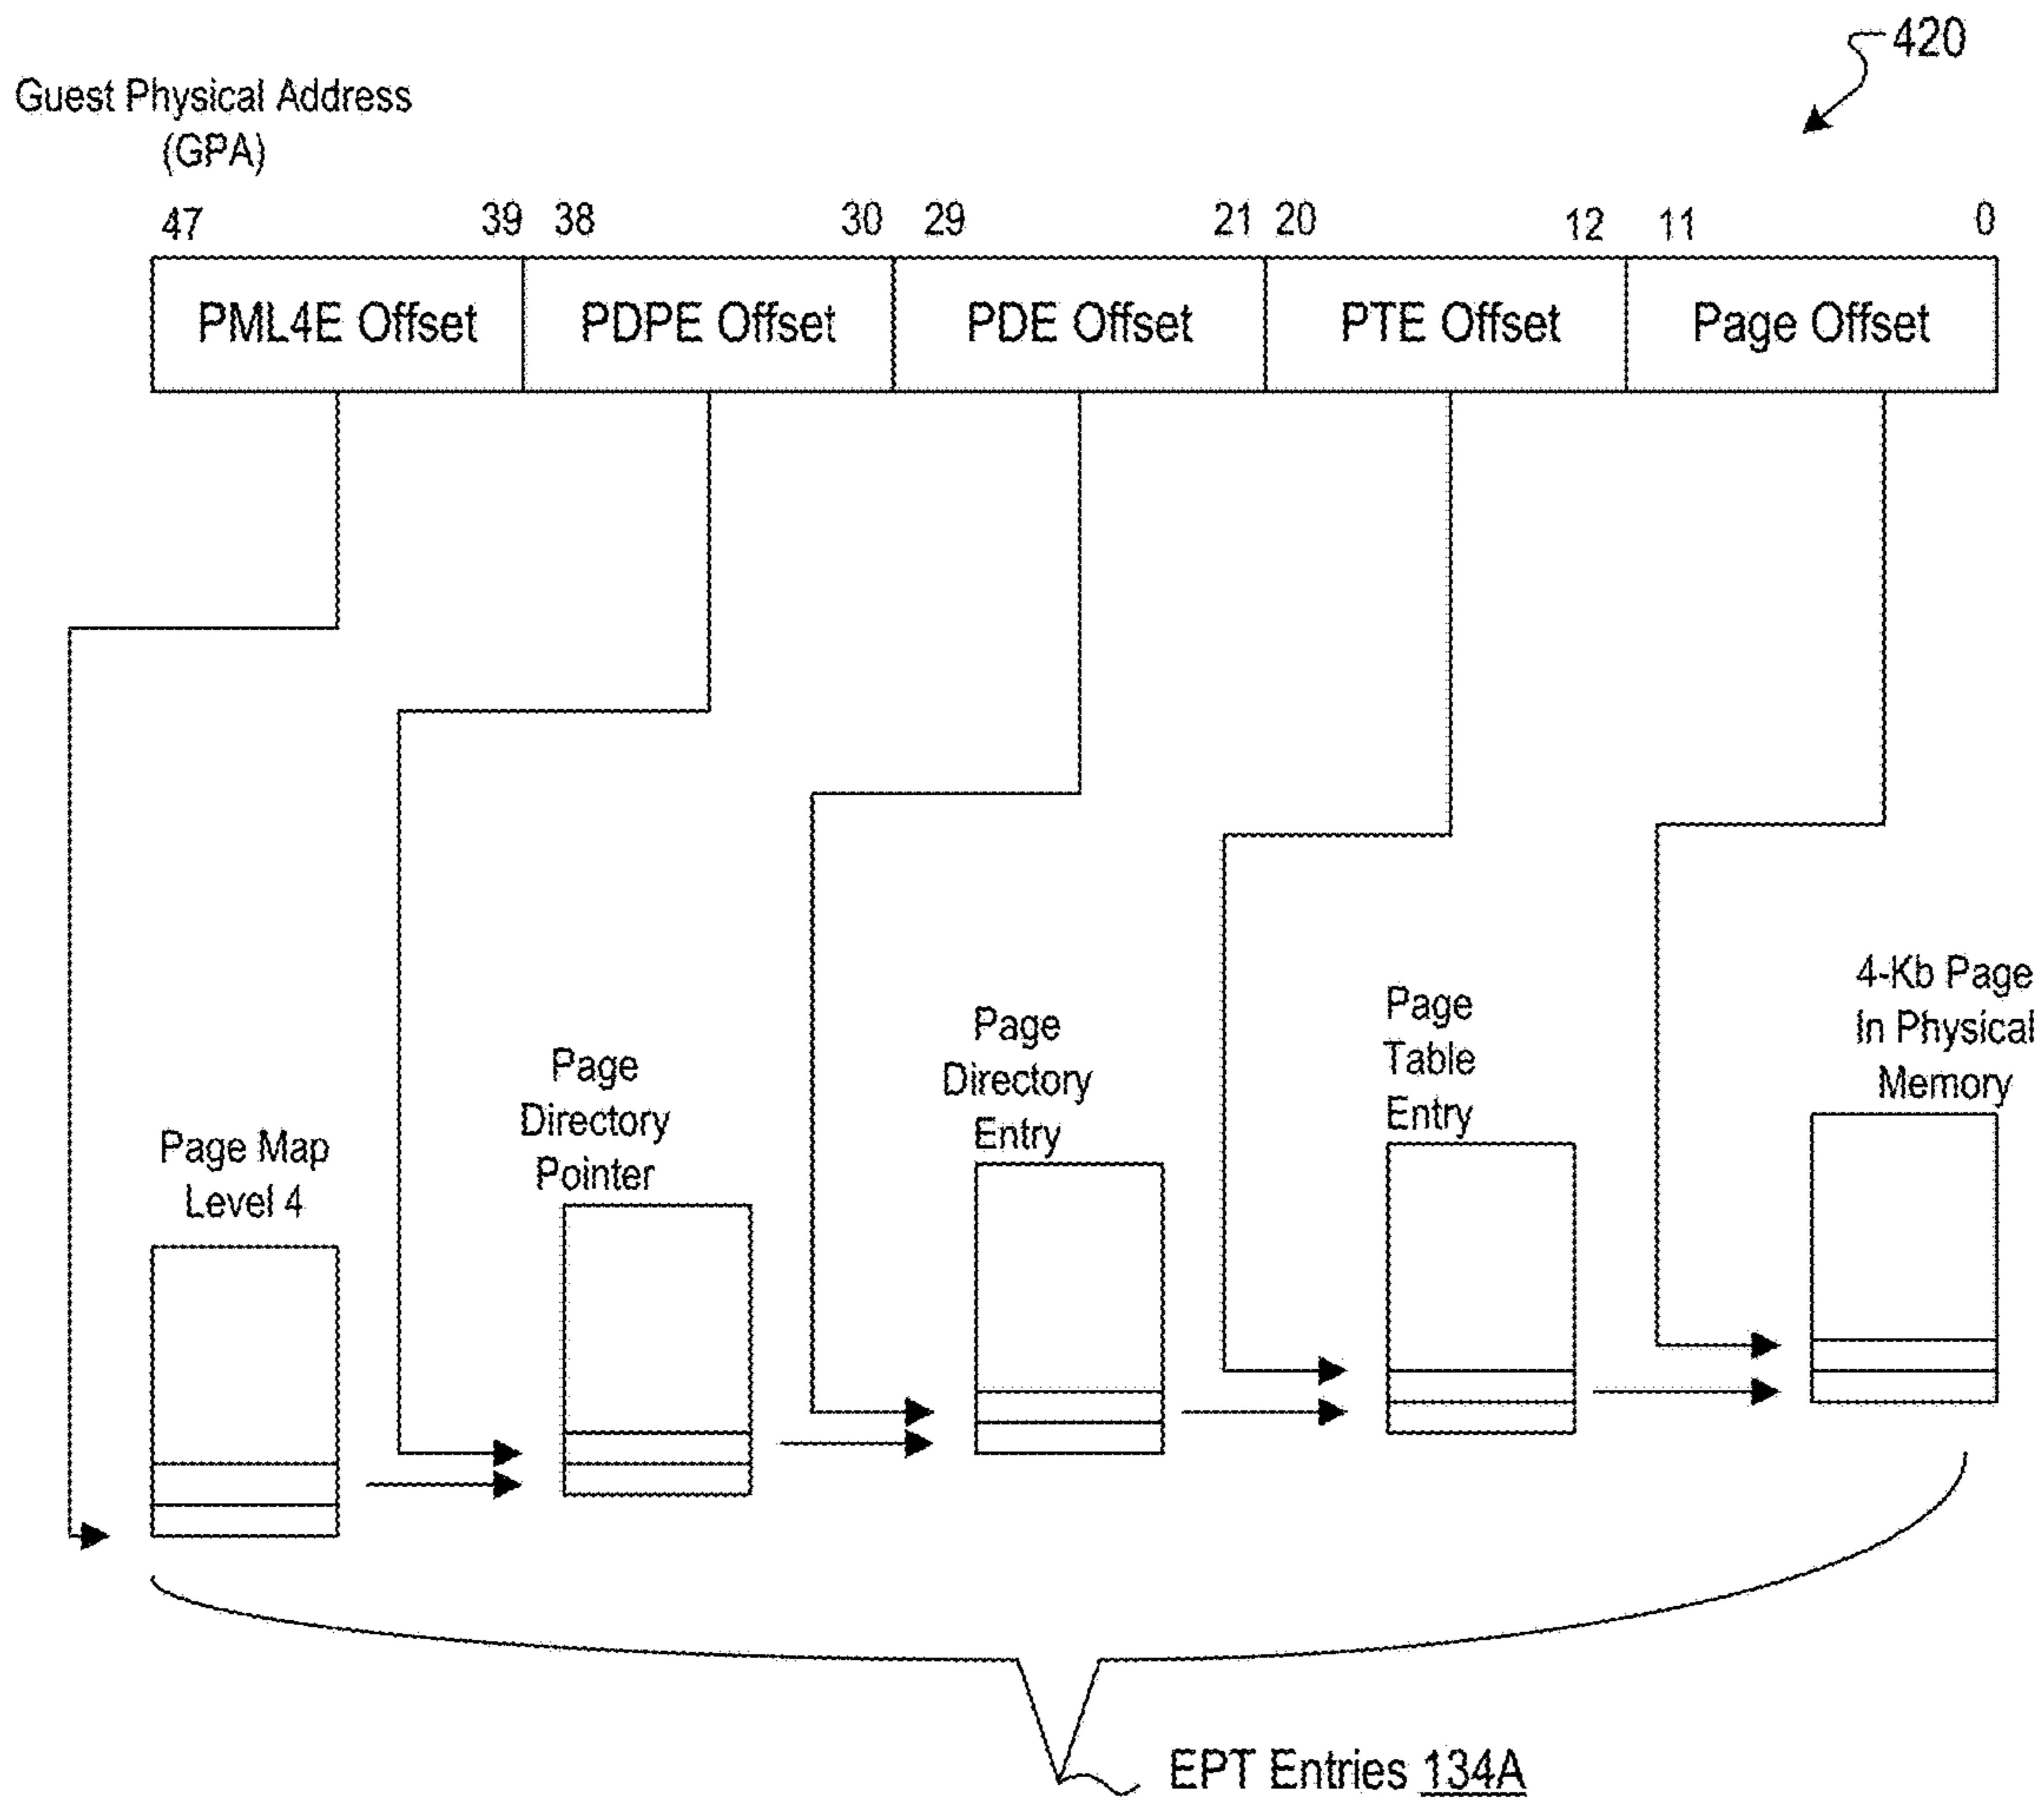 420
Guest Physical Address
(GPA)
47 39 38 30 29 21 20 12 11 0
PML4E Offset PDPE Offset PDE Offset PTE Offset Page Offset
Page Map
Level 4
Page
Directory
Pointer
Page
Directory
Entry
Page
Table
Entry
4-Kb Page
In Physical
Memory
EPT Entries 134A